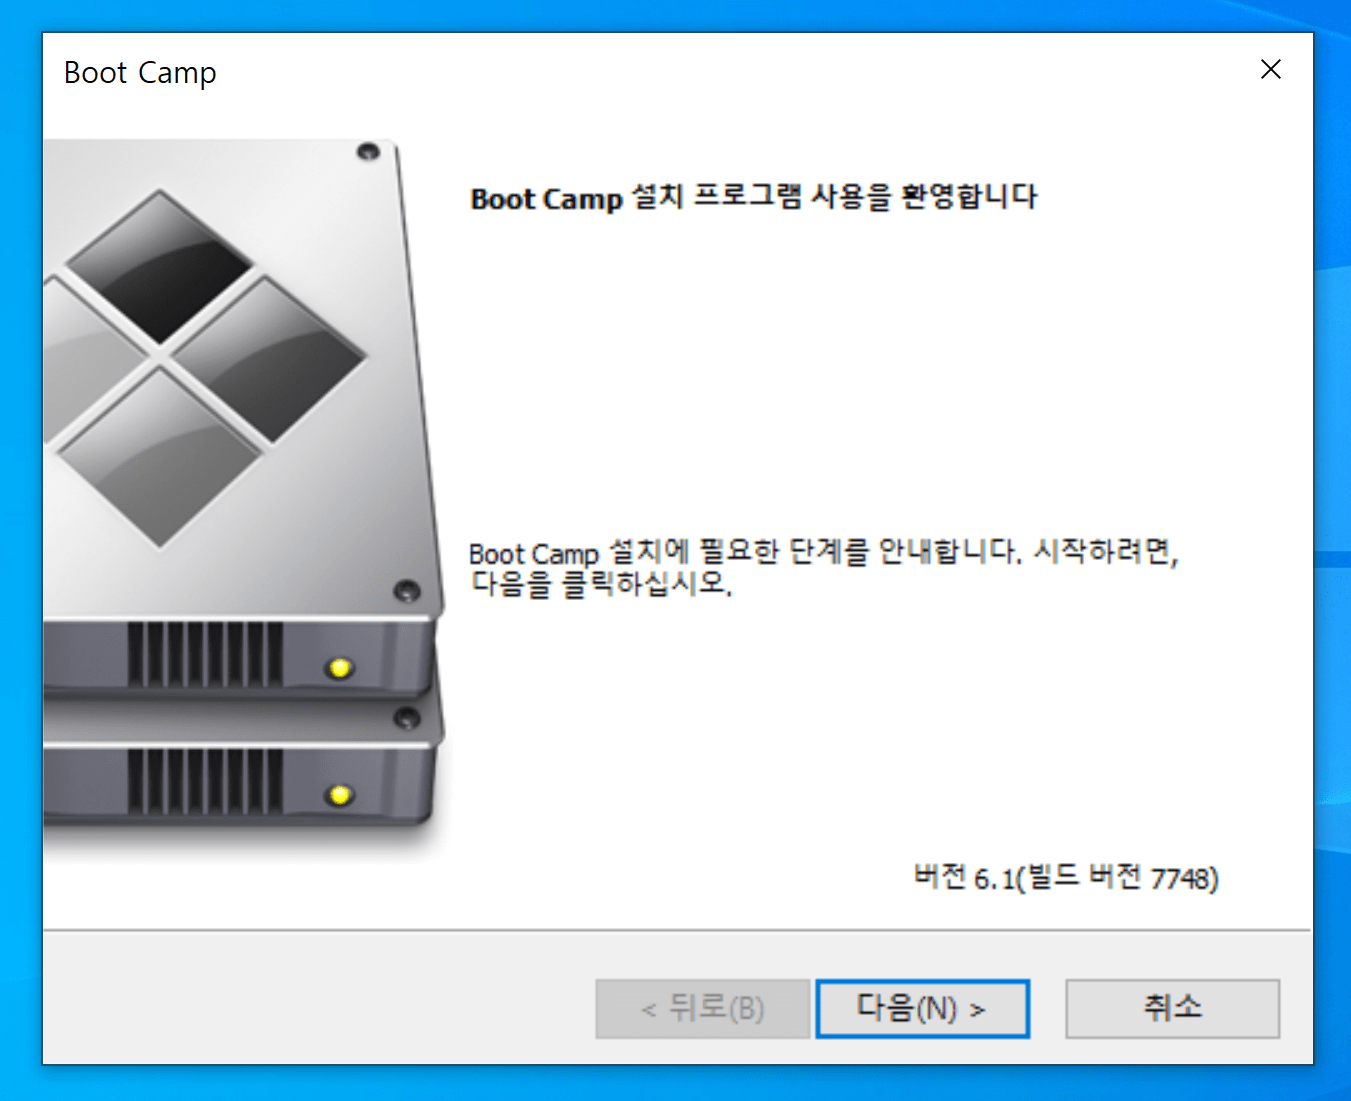 Boot Camp
Boot Camp 설치 프로그램 사용을 환영합니다
Boot Camp 설치에 필요한 단계를 안내합니다. 시작하려면,
다음을 클릭하십시오.
버전 6.1(빌드 버전 7748)
< 뒤로(B)
다음(N) >
취소